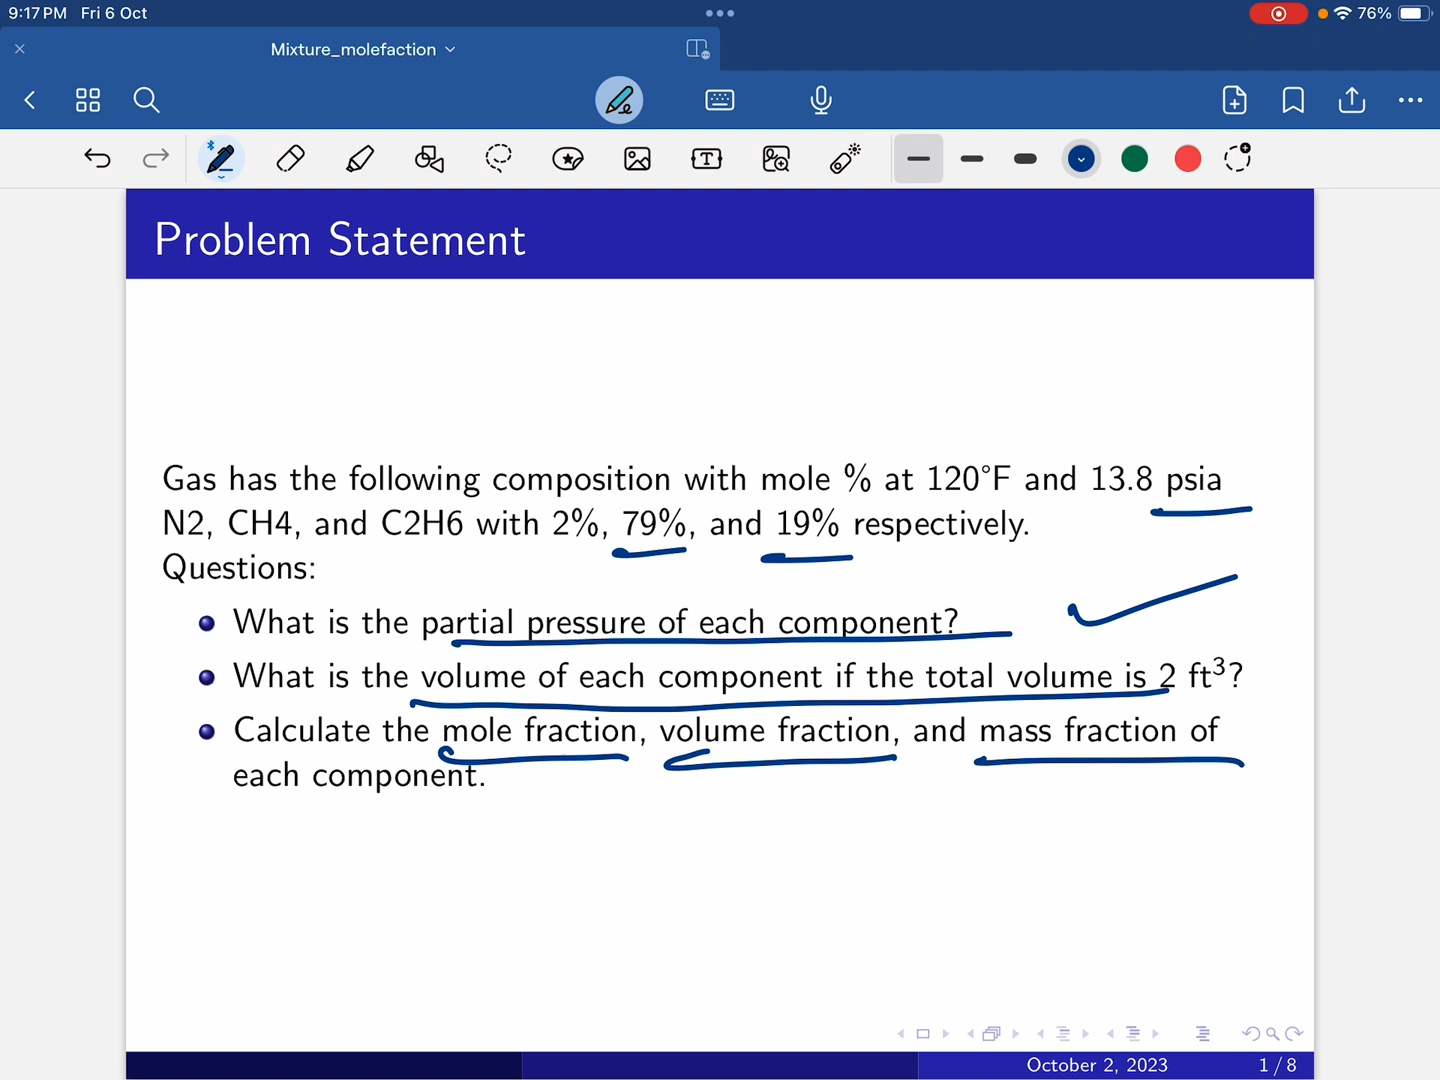 9:17 PM Fri 6 Oct
76%
Mixture_molefaction
Problem Statement
Gas has the following composition with mole % at 120°F and 13.8 psia
N2, CH4, and C2H6 with 2%, 79%, and 19% respectively.
Questions:
What is the partial pressure of each component?
What is the volume of each component if the total volume is 2 ft³?
Calculate the mole fraction, volume fraction, and mass fraction of
each component.
October 2, 2023 1 / 8